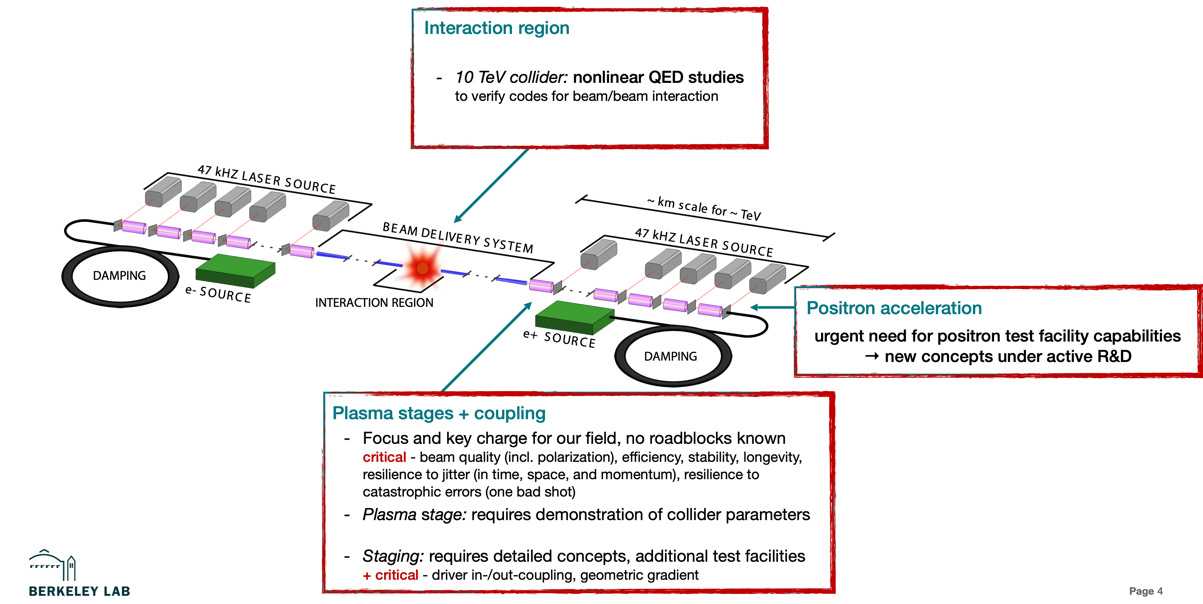 Interaction region
- 10 TeV collider: nonlinear QED studies
to verify codes for beam/beam interaction
47 kHZ LASER SOURCE
~ km scale for ~ TeV
BEAM DELIVERY SYSTEM
47 kHZ LASER SOURCE
DAMPING
e- SOURCE
INTERACTION REGION
e+ SOURCE
DAMPING
Positron acceleration
urgent need for positron test facility capabilities
→ new concepts under active R&D
Plasma stages + coupling
- Focus and key charge for our field, no roadblocks known
critical - beam quality (incl. polarization), efficiency, stability, longevity,
resilience to jitter (in time, space, and momentum), resilience to
catastrophic errors (one bad shot)
- Plasma stage: requires demonstration of collider parameters
- Staging: requires detailed concepts, additional test facilities
+ critical - driver in-/out-coupling, geometric gradient
BERKELEY LAB
Page 4